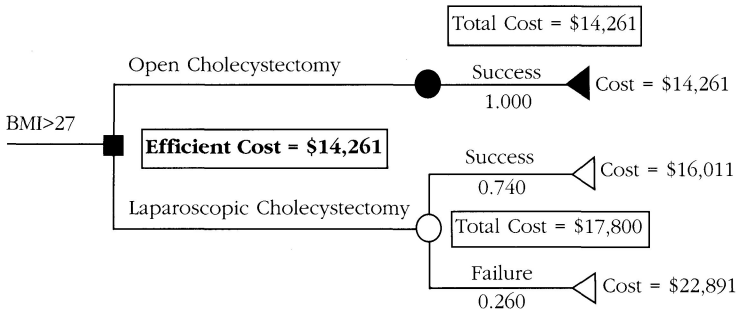 Total Cost = $14,261
Open Cholecystectomy
Success
Cost = $14,261
1.000
BMI>27
Efficient Cost = $14,261
Success
Cost = $16,011
0.740
Laparoscopic Cholecystectomy
Total Cost = $17,800
Failure
Cost = $22,891
0.260